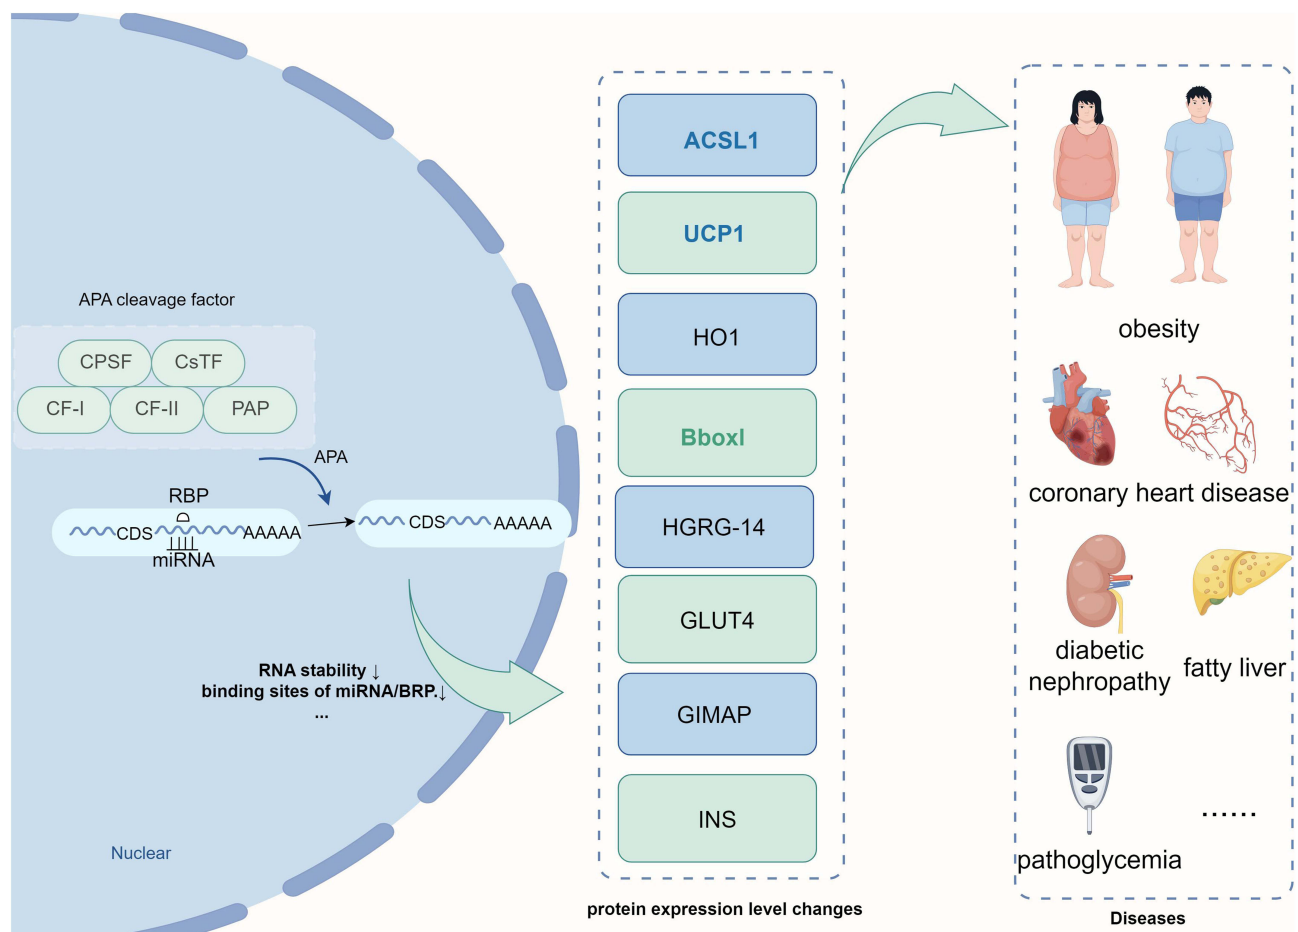 APA cleavage factor
CPSF
CsTF
CF-I
CF-II
PAP
APA
RBP
CDS
AAAAA
miRNA
CDS
AAAAA
RNA stability ↓
binding sites of miRNA/BRP.↓
...
Nuclear
ACSL1
UCP1
HO1
BboxI
HGRG-14
GLUT4
GIMAP
INS
protein expression level changes
obesity
coronary heart disease
diabetic
nephropathy
fatty liver
pathoglycemia
......
Diseases